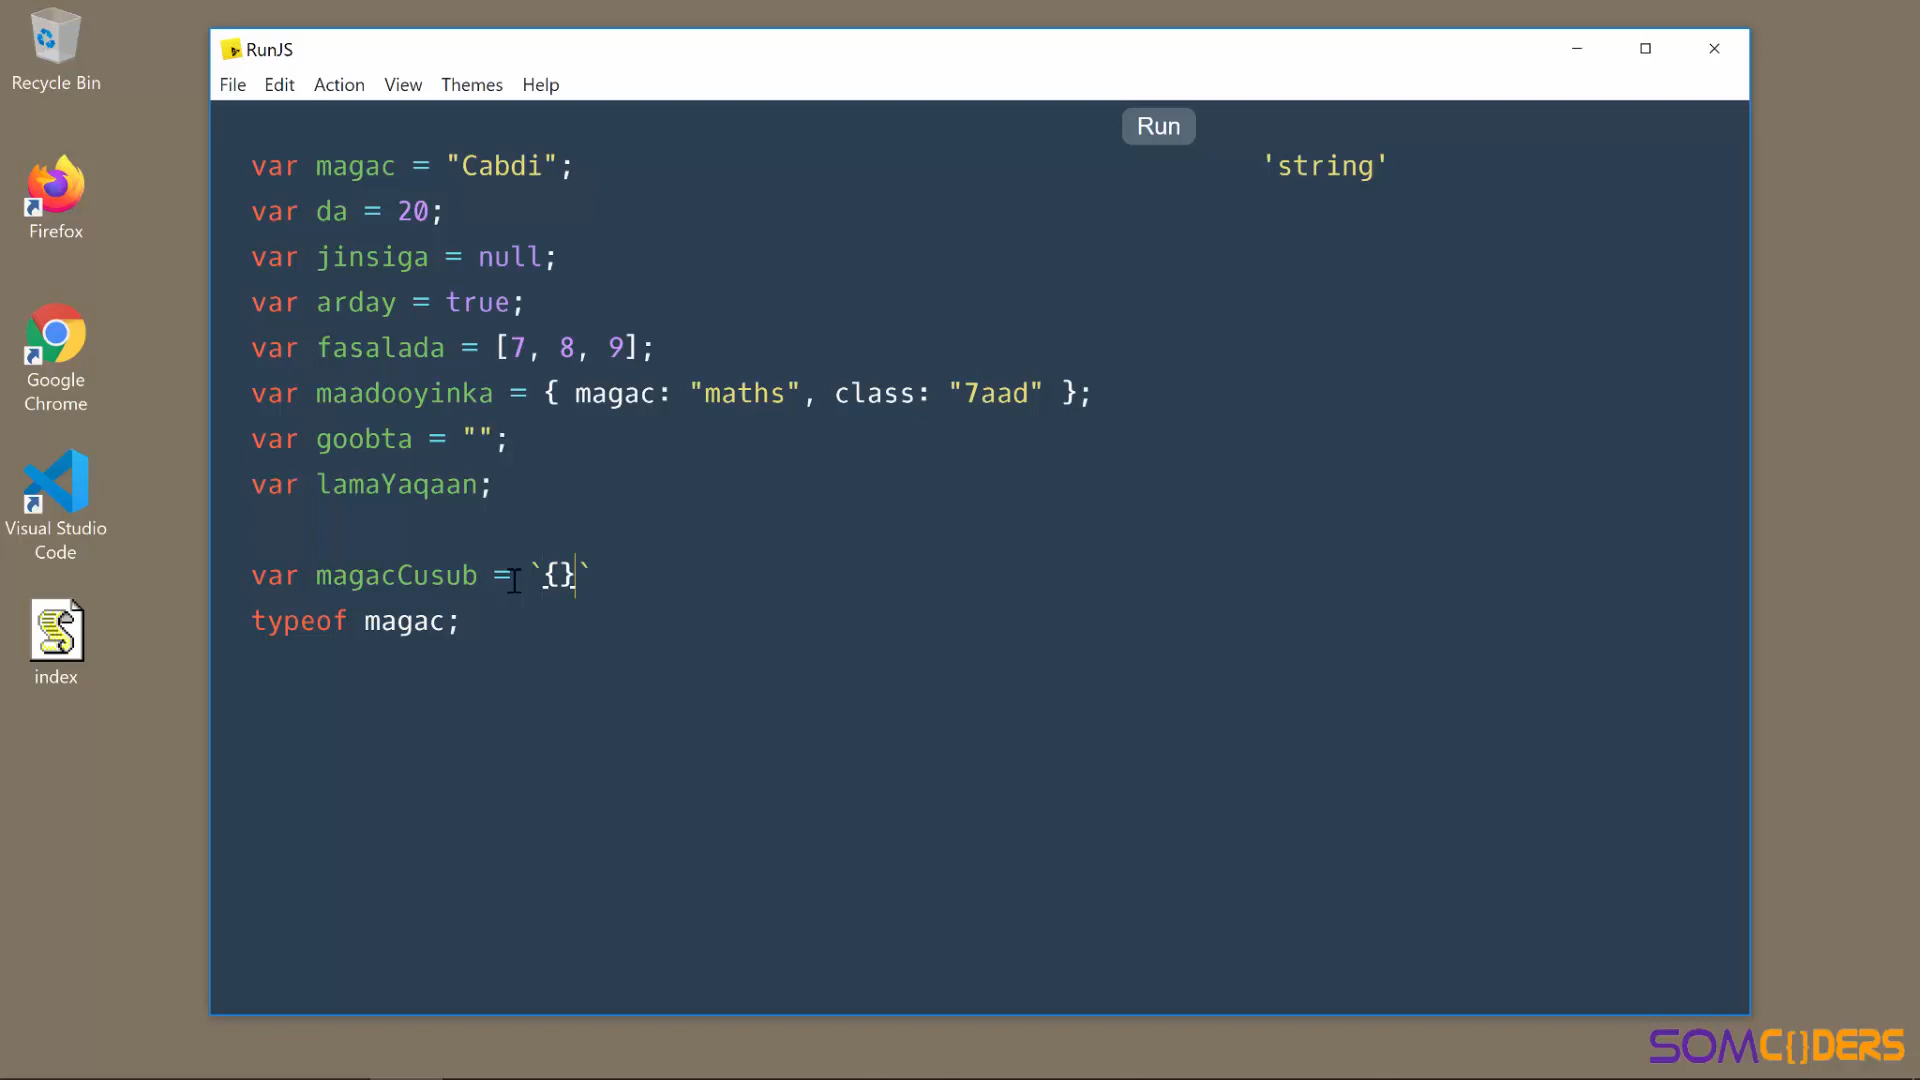 Recycle Bin
Firefox
Google
Chrome
Visual Studio
Code
index
RunJS
File Edit Action View Themes Help
Run
var magac = "Cabdi";
var da = 20;
var jinsiga = null;
var arday = true;
var fasalada = [7, 8, 9];
var maadooyinka = { magac: "maths", class: "7aad" };
var goobta = "";
var lamaYaqaan;
var magacCusub = `{}`
typeof magac;
'string'
SOMC{}DERS